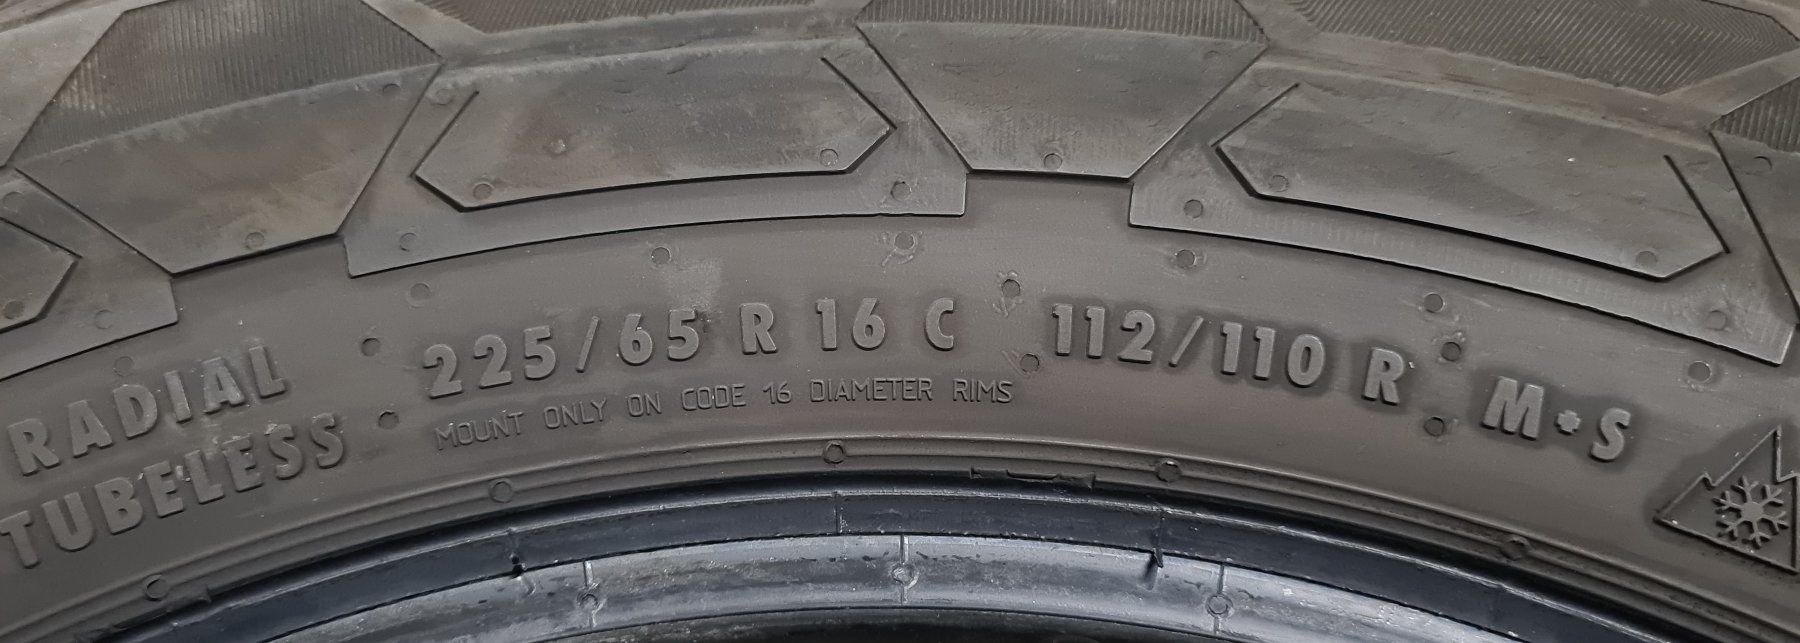 RADIAL
TUBELESS
225/65 R 16 C 112/110 R M+S
MOUNT ONLY ON CODE 16 DIAMETER RIMS